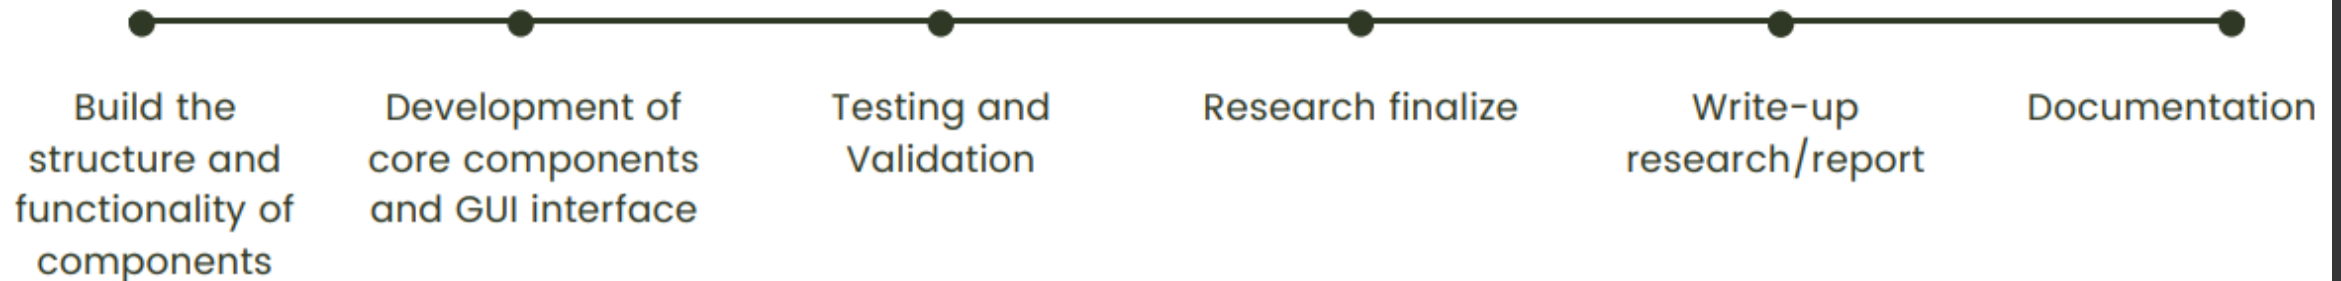 Build the
structure and
functionality of
components
Development of
core components
and GUI interface
Testing and
Validation
Research finalize
Write-up
research/report
Documentation